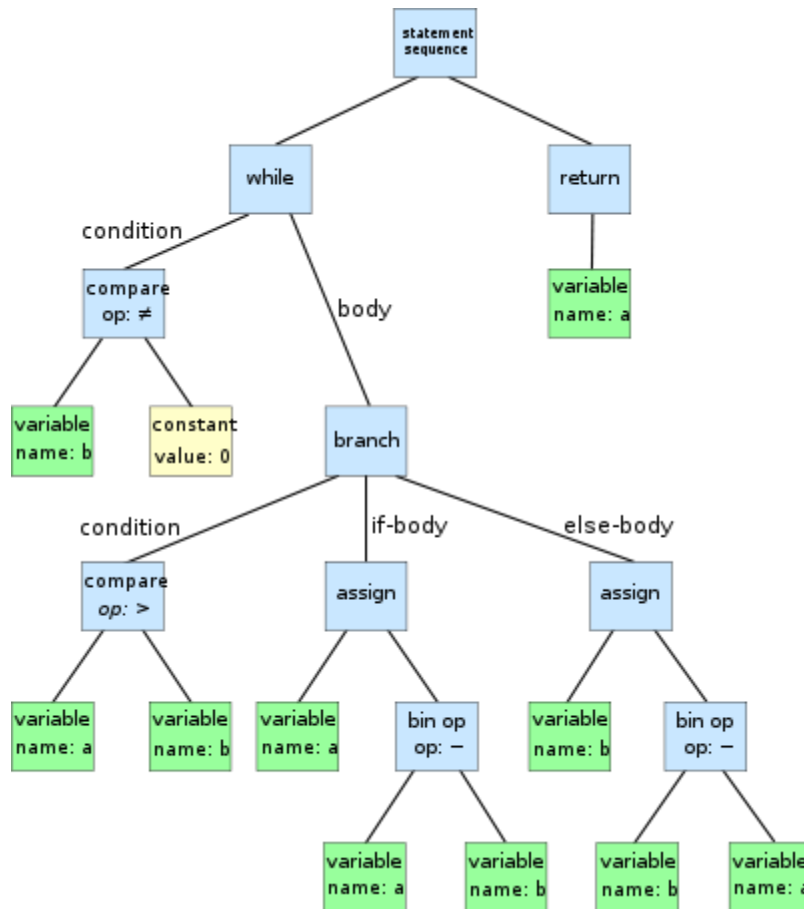 statement
sequence
while
return
condition
compare
op: ≠
body
variable
name: a
variable
name: b
constant
value: 0
branch
condition
if-body
else-body
compare
op: >
assign
assign
variable
name: a
variable
name: b
variable
name: a
bin op
op: −
variable
name: b
bin op
op: −
variable
name: a
variable
name: b
variable
name: b
variable
name: a